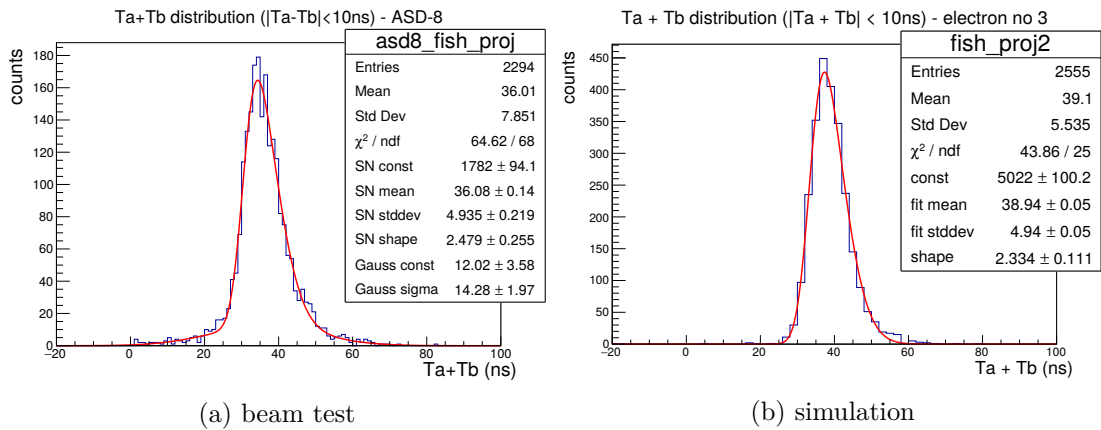 Ta+Tb distribution (|Ta-Tb|<10ns) - ASD-8
counts
180
160
140
120
100
80
60
40
20
0
−20 0 20 40 60 80 100
Ta+Tb (ns)
asd8_fish_proj
Entries 2294
Mean 36.01
Std Dev 7.851
χ² / ndf 64.62 / 68
SN const 1782 ± 94.1
SN mean 36.08 ± 0.14
SN stddev 4.935 ± 0.219
SN shape 2.479 ± 0.255
Gauss const 12.02 ± 3.58
Gauss sigma 14.28 ± 1.97
(a) beam test
Ta + Tb distribution (|Ta + Tb| < 10ns) - electron no 3
counts
450
400
350
300
250
200
150
100
50
0
−20 0 20 40 60 80 100
Ta + Tb (ns)
fish_proj2
Entries 2555
Mean 39.1
Std Dev 5.535
χ² / ndf 43.86 / 25
const 5022 ± 100.2
fit mean 38.94 ± 0.05
fit stddev 4.94 ± 0.05
shape 2.334 ± 0.111
(b) simulation